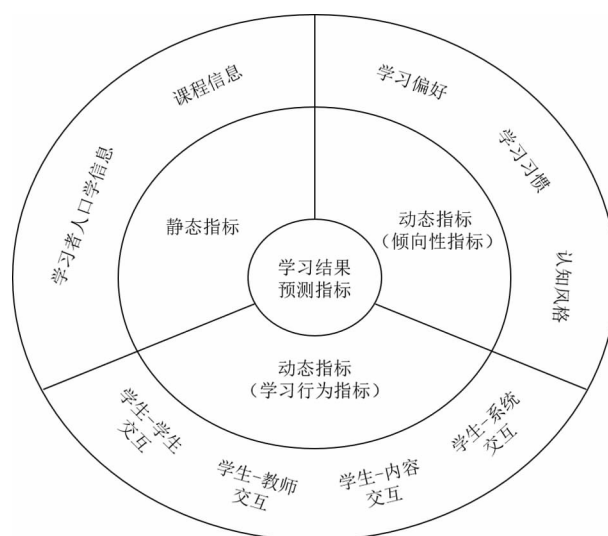 课程信息
学习者人口学信息
学习偏好
学习习惯
认知风格
静态指标
动态指标
（倾向性指标）
学习结果
预测指标
动态指标
（学习行为指标）
学生-学生
交互
学生-教师
交互
学生-内容
交互
学生-系统
交互